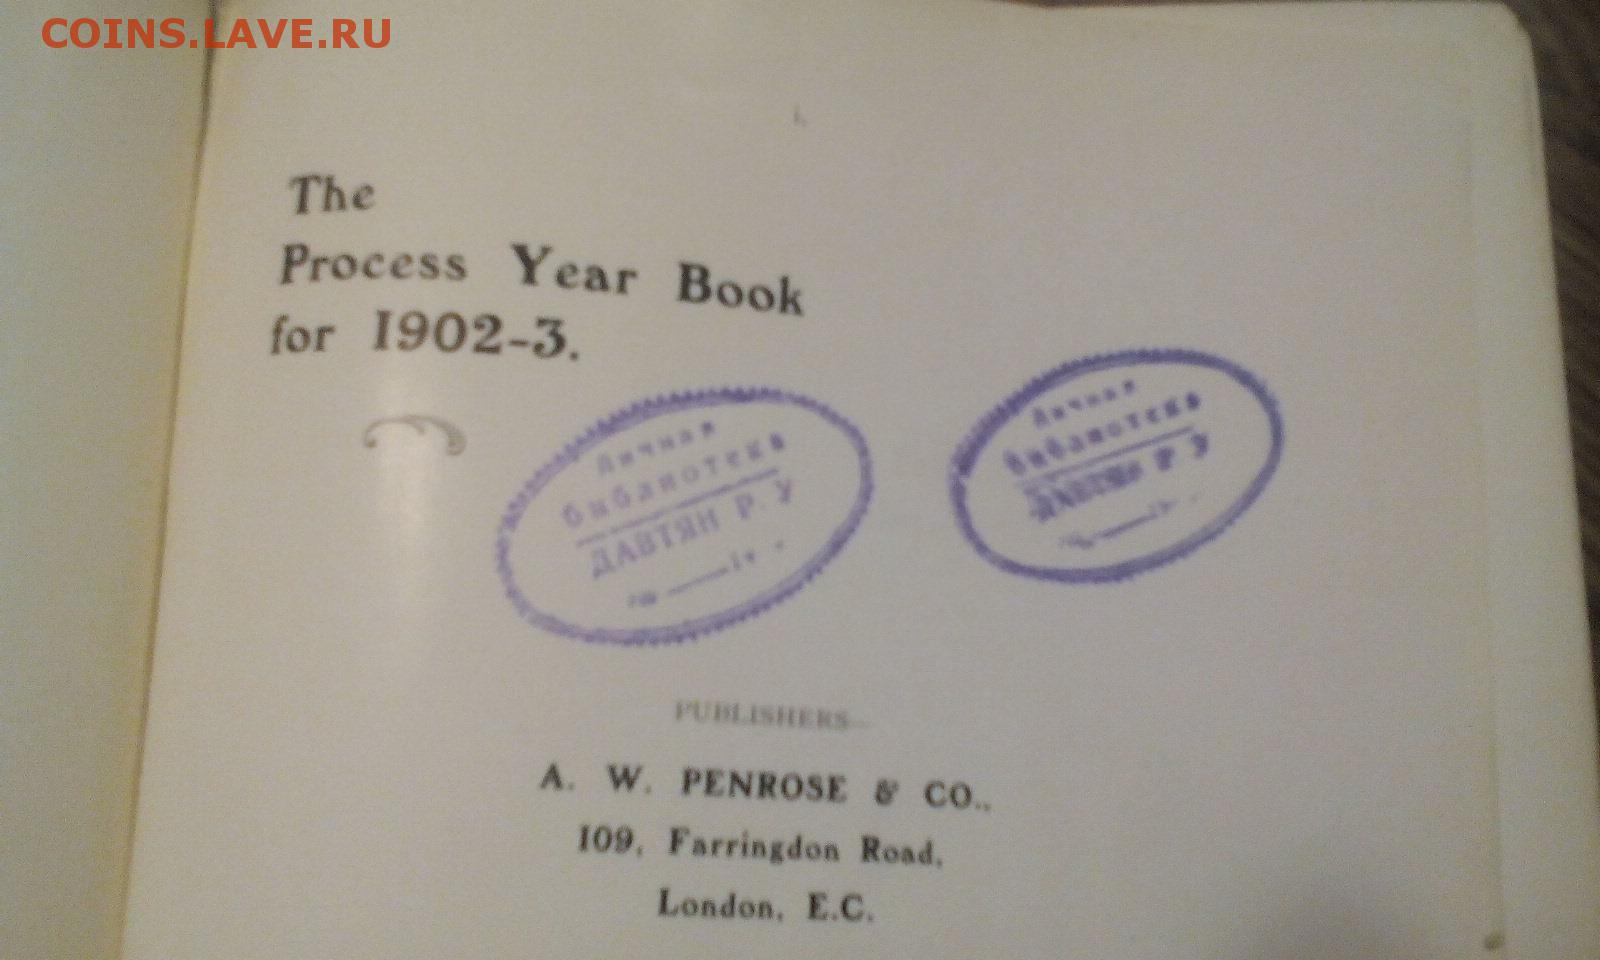 COINS.LAVE.RU
The
Process Year Book
for 1902-3.
Личная
библиотека
ДАВТЯН Р. У
Личная
библиотека
ДАВТЯН Р У
PUBLISHERS—
A. W. PENROSE & CO.,
109, Farringdon Road,
London, E.C.